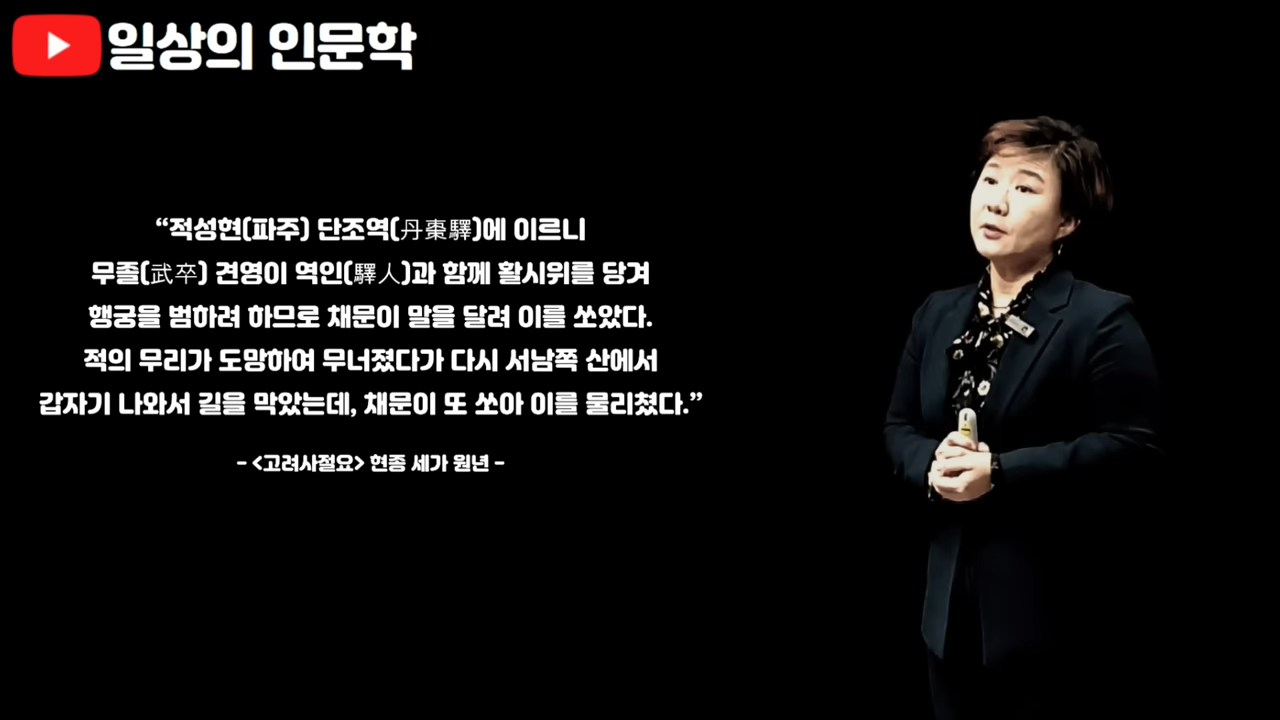 일상의 인문학
“적성현(파주) 단조역(丹棗驛)에 이르니
무졸(武卒) 견영이 역인(驛人)과 함께 활시위를 당겨
행궁을 범하려 하므로 채문이 말을 달려 이를 쏘았다.
적의 무리가 도망하여 무너졌다가 다시 서남쪽 산에서
갑자기 나와서 길을 막았는데, 채문이 또 쏘아 이를 물리쳤다.”
- <고려사절요> 현종 세가 원년 -